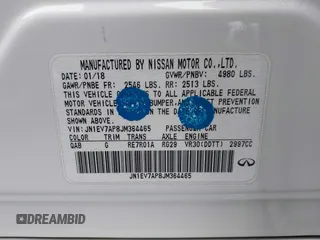 MANUFACTURED BY NISSAN MOTOR CO.,LTD.
DATE: 01/18 GVWR/PNBV: 4980 LBS.
GAWR/PNBE FR: 2546 LBS. RR: 2513 LBS.
THIS VEHICLE CONFORMS TO ALL APPLICABLE FEDERAL
MOTOR VEHICLE BUMPER, AND THEFT PREVENTION
STANDARDS IN EFFECT ON THE DATE OF MANUFACTURE
SHOWN ABOVE.
VIN: JN1EV7AP8JM364465 PASSENGER CAR
COLOR TRIM TRANS AXLE ENGINE
QAB G RE7R01A RG29 VR30(DDTT) 2997CC
JN1EV7AP8JM364465
INFINITI
DREAMBID